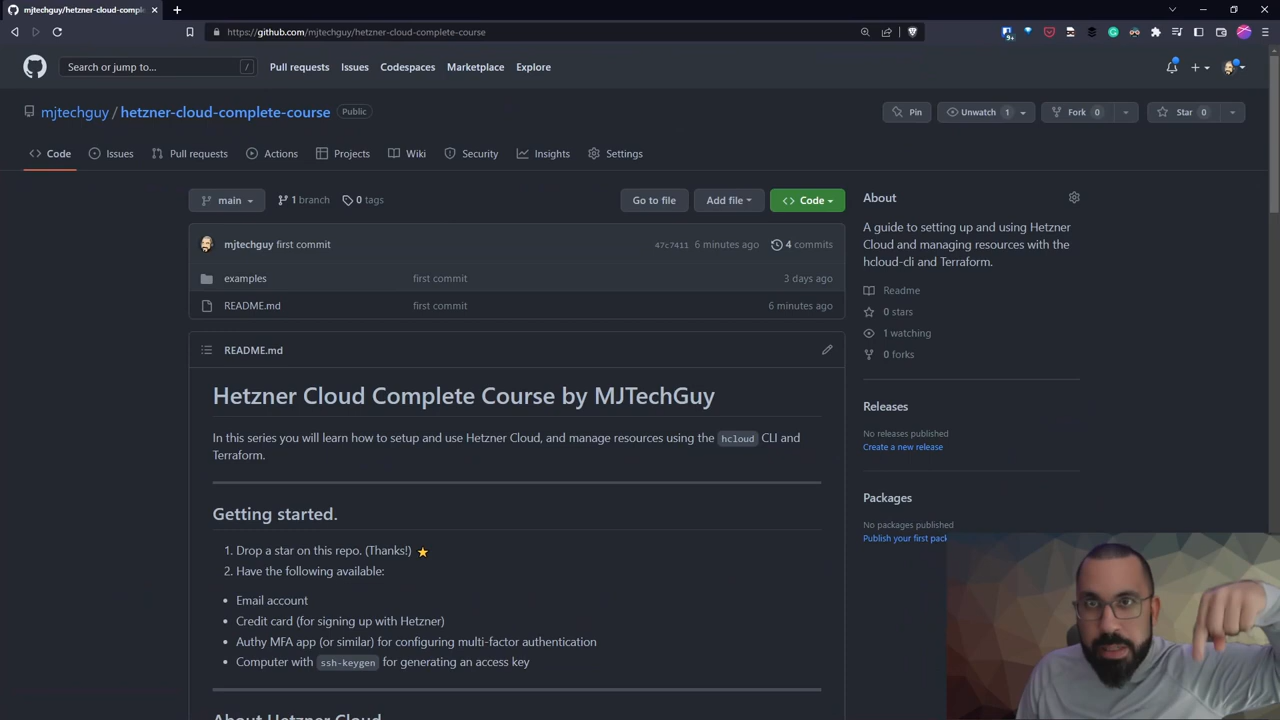 mjtechguy/hetzner-cloud-compl
https://github.com/mjtechguy/hetzner-cloud-complete-course
9+
Search or jump to...
/
Pull requests
Issues
Codespaces
Marketplace
Explore
mjtechguy / hetzner-cloud-complete-course
Public
Pin
Unwatch 1
Fork 0
Star 0
Code
Issues
Pull requests
Actions
Projects
Wiki
Security
Insights
Settings
main
1 branch
0 tags
Go to file
Add file
Code
mjtechguy first commit
47c7411 6 minutes ago
4 commits
examples
first commit
3 days ago
README.md
first commit
6 minutes ago
README.md
Hetzner Cloud Complete Course by MJTechGuy
In this series you will learn how to setup and use Hetzner Cloud, and manage resources using the hcloud CLI and
Terraform.
Getting started.
1. Drop a star on this repo. (Thanks!)
2. Have the following available:
• Email account
• Credit card (for signing up with Hetzner)
• Authy MFA app (or similar) for configuring multi-factor authentication
• Computer with ssh-keygen for generating an access key
About Hetzner Cloud
About
A guide to setting up and using Hetzner
Cloud and managing resources with the
hcloud-cli and Terraform.
Readme
0 stars
1 watching
0 forks
Releases
No releases published
Create a new release
Packages
No packages published
Publish your first pack